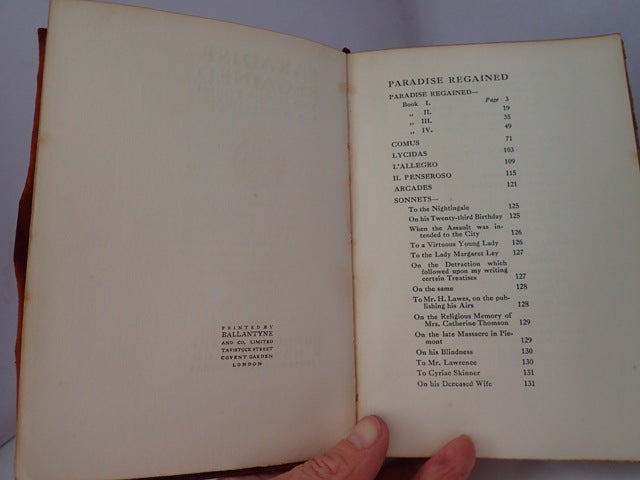 PRINTED BY
BALLANTYNE
AND CO. LIMITED
TAVISTOCK STREET
COVENT GARDEN
LONDON
PARADISE REGAINED
PARADISE REGAINED—
Book I. Page 3
„ II. 19
„ III. 35
„ IV. 49
COMUS 71
LYCIDAS 103
L'ALLEGRO 109
IL PENSEROSO 115
ARCADES 121
SONNETS—
To the Nightingale 125
On his Twenty-third Birthday 125
When the Assault was in-
tended to the City 126
To a Virtuous Young Lady 126
To the Lady Margaret Ley 127
On the Detraction which
followed upon my writing
certain Treatises 127
On the same 128
To Mr. H. Lawes, on the pub-
lishing his Airs 128
On the Religious Memory of
Mrs. Catherine Thomson 129
On the late Massacre in Pie-
mont 129
On his Blindness 130
To Mr. Lawrence 130
To Cyriac Skinner 131
On his Deceased Wife 131